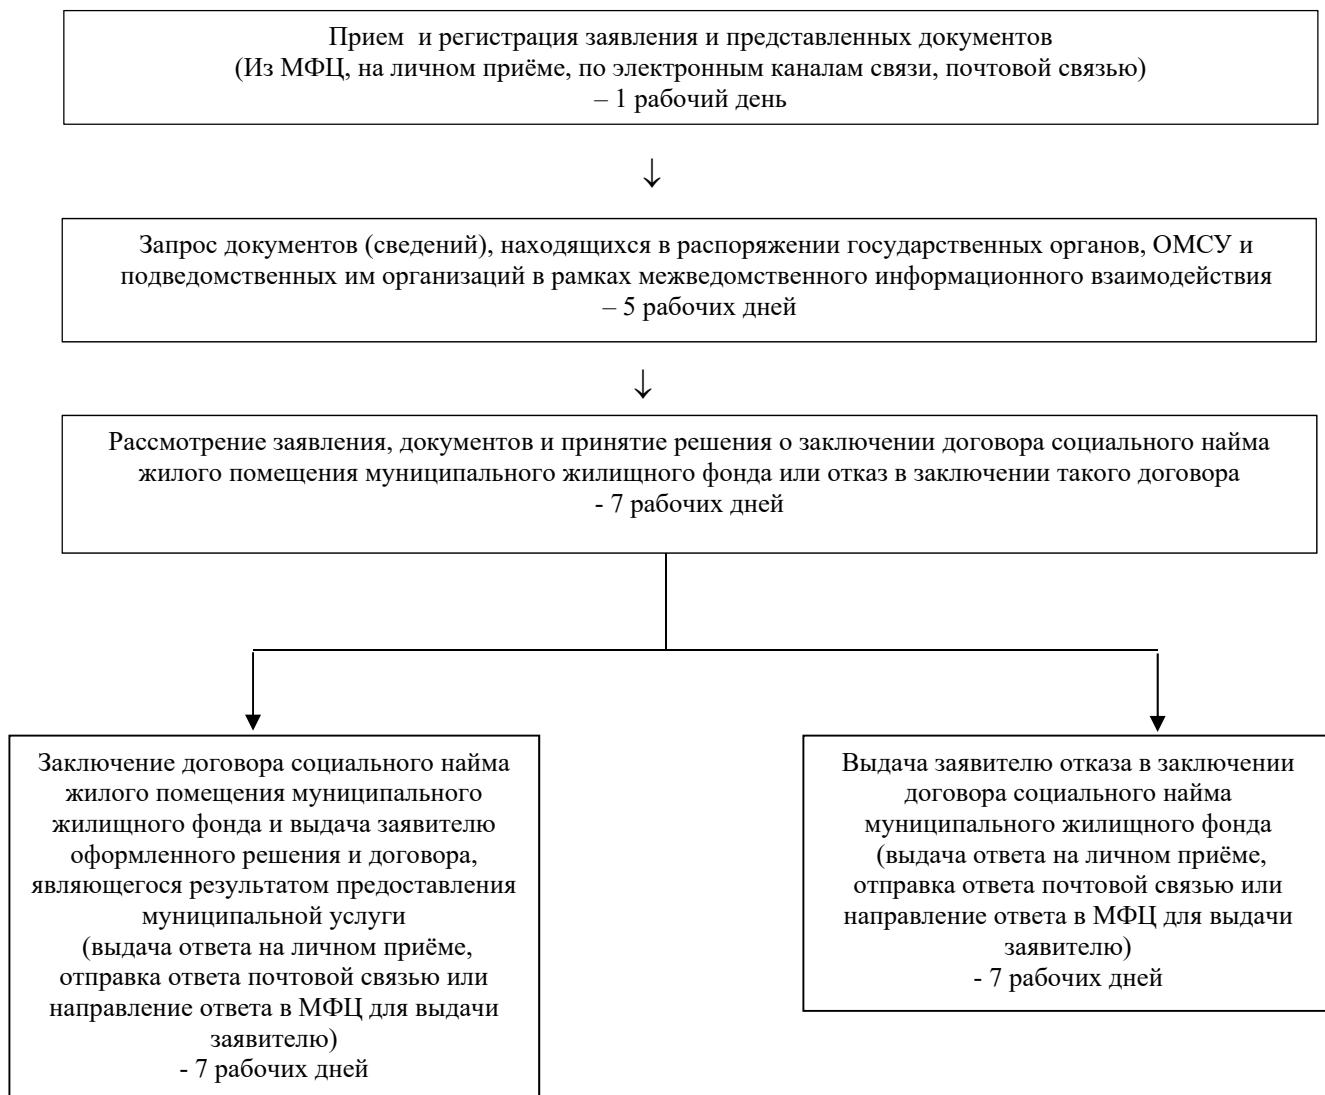 Прием  и регистрация заявления и представленных документов
(Из МФЦ, на личном приёме, по электронным каналам связи, почтовой связью)
– 1 рабочий день
↓
Запрос документов (сведений), находящихся в распоряжении государственных органов, ОМСУ и
подведомственных им организаций в рамках межведомственного информационного взаимодействия
– 5 рабочих дней
↓
Рассмотрение заявления, документов и принятие решения о заключении договора социального найма
жилого помещения муниципального жилищного фонда или отказ в заключении такого договора
- 7 рабочих дней
Заключение договора социального найма
жилого помещения муниципального
жилищного фонда и выдача заявителю
оформленного решения и договора,
являющегося результатом предоставления
муниципальной услуги
(выдача ответа на личном приёме,
отправка ответа почтовой связью или
направление ответа в МФЦ для выдачи
заявителю)
- 7 рабочих дней
Выдача заявителю отказа в заключении
договора социального найма
муниципального жилищного фонда
(выдача ответа на личном приёме,
отправка ответа почтовой связью или
направление ответа в МФЦ для выдачи
заявителю)
- 7 рабочих дней